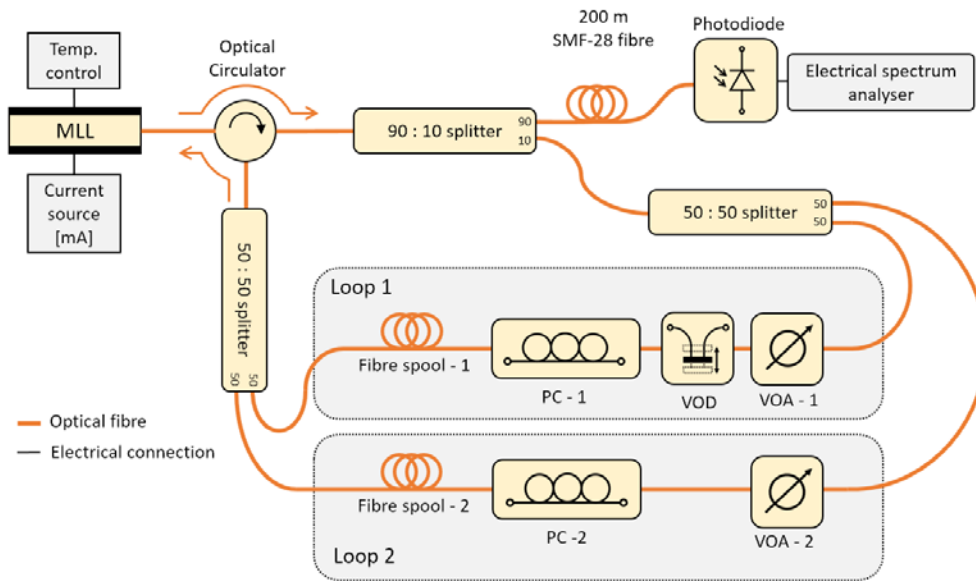 Temp.
control
MLL
Current
source
[mA]
Optical
Circulator
90 : 10 splitter
90
10
200 m
SMF-28 fibre
Photodiode
Electrical spectrum
analyser
50 : 50 splitter
50
50
50 : 50 splitter
50
50
Loop 1
Fibre spool - 1
PC - 1
VOD
VOA - 1
Optical fibre
Electrical connection
Fibre spool - 2
PC -2
VOA - 2
Loop 2